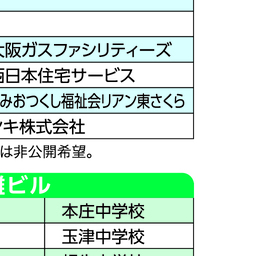 大阪ガスファシリティーズ
西日本住宅サービス
みおつくし福祉会リアン東さくら
キ株式会社
は非公開希望。
ビル
本庄中学校
玉津中学校